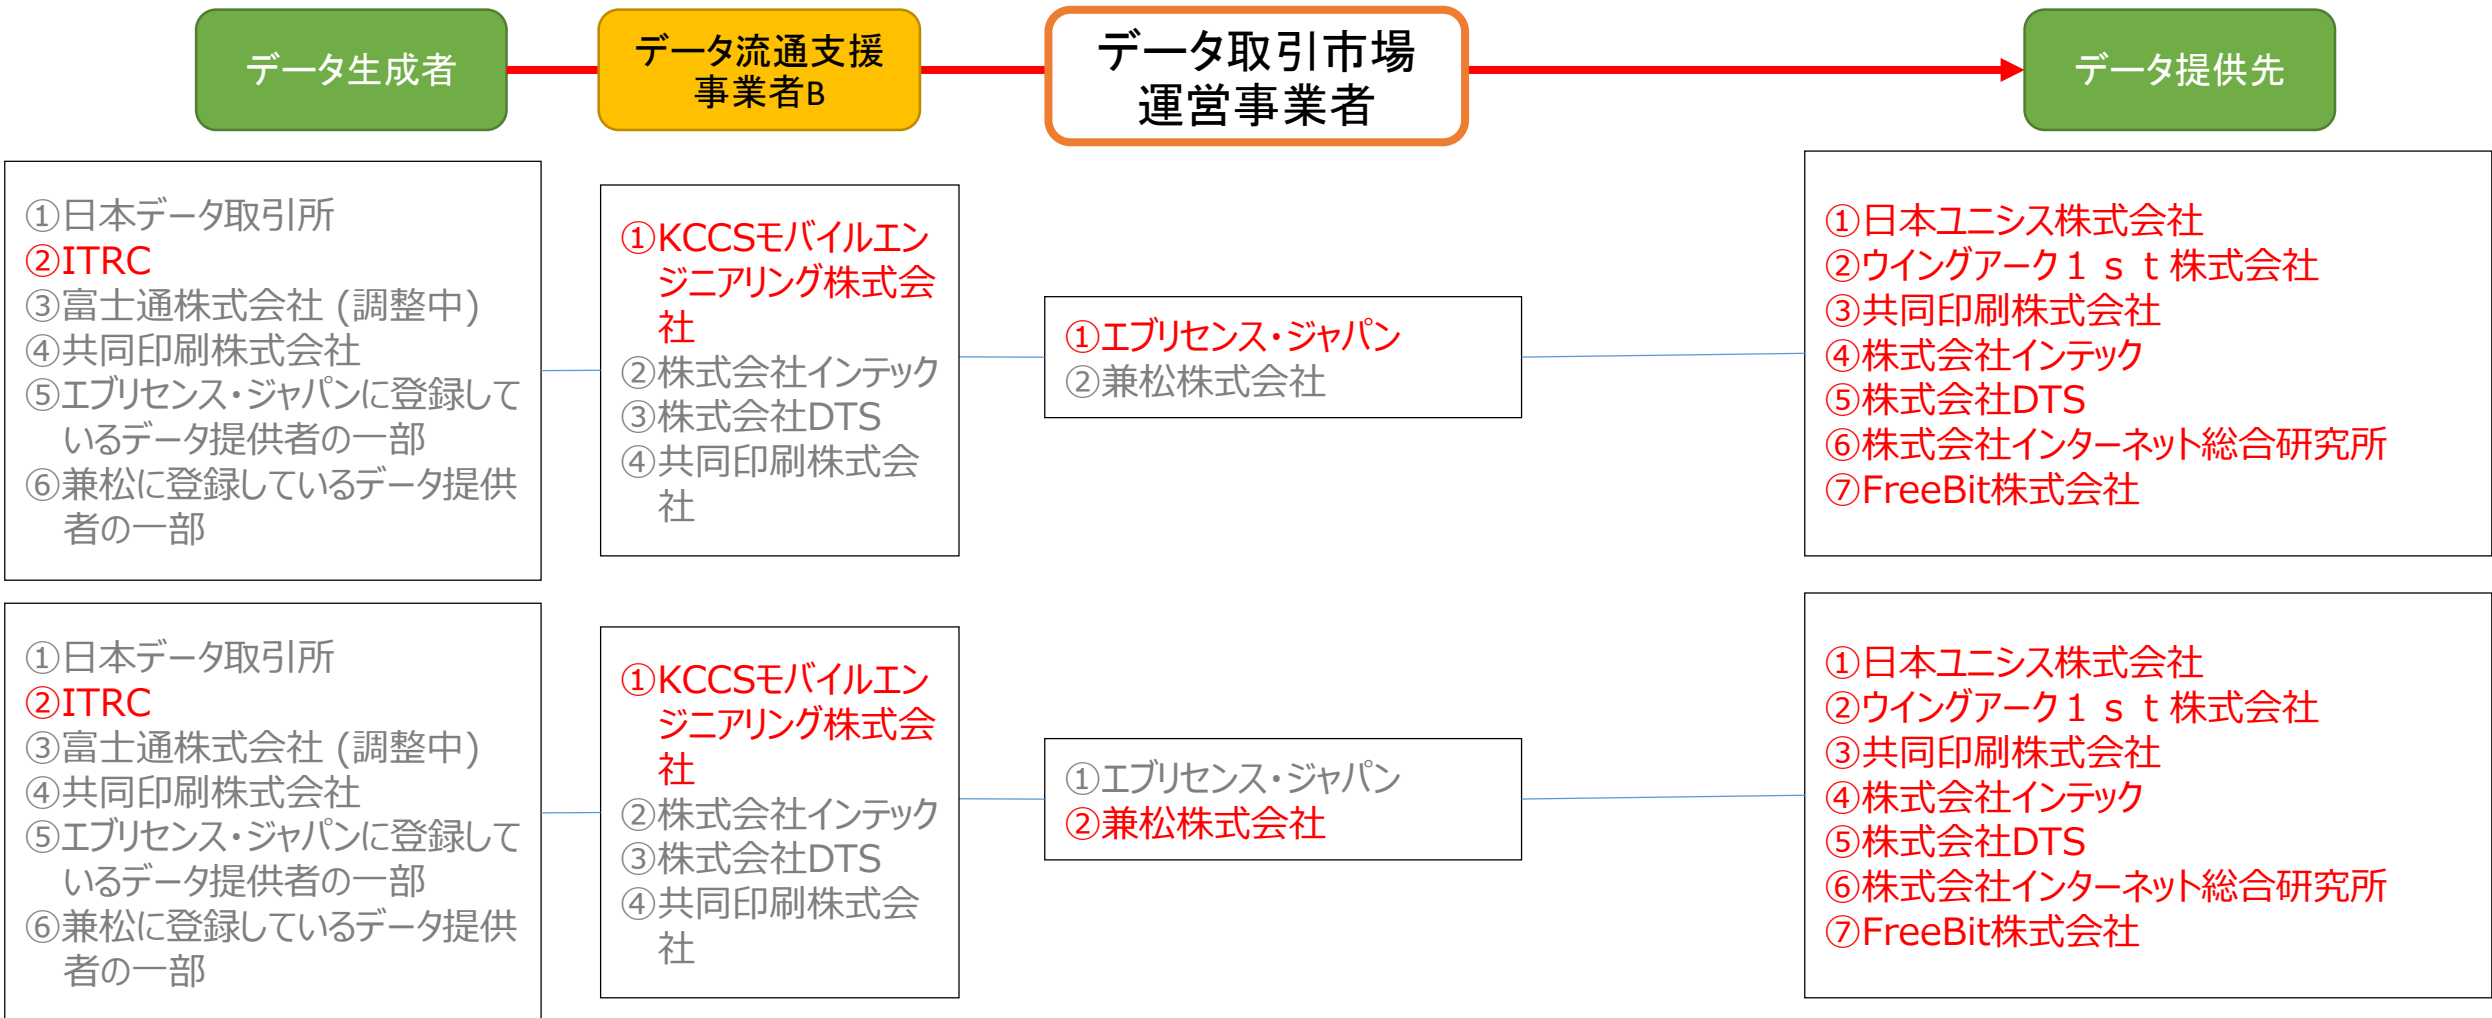 データ生成者
データ流通支援
事業者B
データ取引市場
運営事業者
データ提供先
①日本データ取引所
②ITRC
③富士通株式会社 (調整中)
④共同印刷株式会社
⑤エブリセンス・ジャパンに登録して
いるデータ提供者の一部
⑥兼松に登録しているデータ提供
者の一部
①KCCSモバイルエン
ジニアリング株式会
社
②株式会社インテック
③株式会社DTS
④共同印刷株式会
社
①エブリセンス・ジャパン
②兼松株式会社
①日本ユニシス株式会社
②ウイングアーク１ｓｔ株式会社
③共同印刷株式会社
④株式会社インテック
⑤株式会社DTS
⑥株式会社インターネット総合研究所
⑦FreeBit株式会社
①日本データ取引所
②ITRC
③富士通株式会社 (調整中)
④共同印刷株式会社
⑤エブリセンス・ジャパンに登録して
いるデータ提供者の一部
⑥兼松に登録しているデータ提供
者の一部
①KCCSモバイルエン
ジニアリング株式会
社
②株式会社インテック
③株式会社DTS
④共同印刷株式会
社
①エブリセンス・ジャパン
②兼松株式会社
①日本ユニシス株式会社
②ウイングアーク１ｓｔ株式会社
③共同印刷株式会社
④株式会社インテック
⑤株式会社DTS
⑥株式会社インターネット総合研究所
⑦FreeBit株式会社